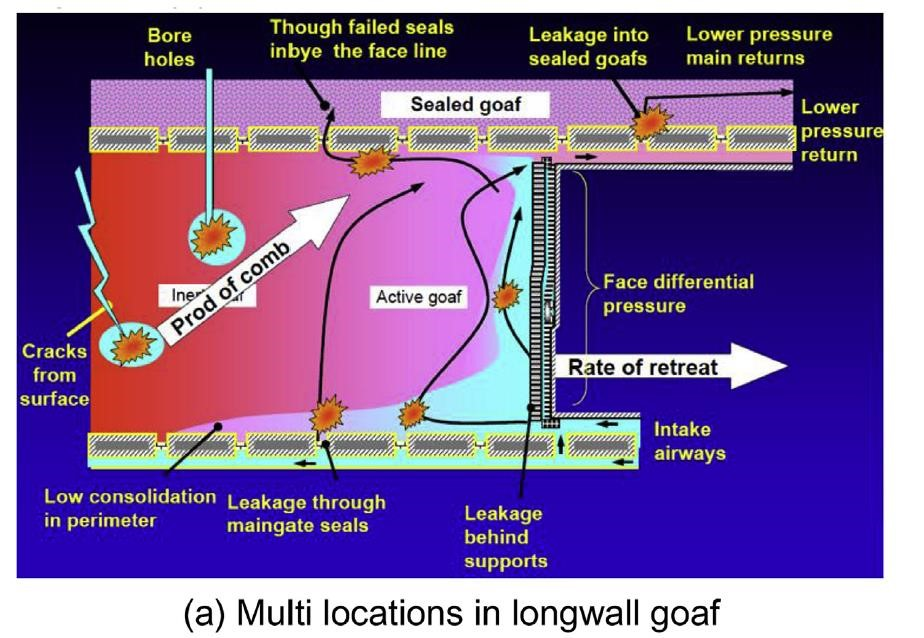 Bore
holes
Though failed seals
inbye the face line
Leakage into
sealed goafs
Lower pressure
main returns
Sealed goaf
Lower
pressure
return
Prod of comb
Active goaf
Face differential
pressure
Cracks
from
surface
Rate of retreat
Intake
airways
Low consolidation
in perimeter
Leakage through
maingate seals
Leakage
behind
supports
(a) Multi locations in longwall goaf